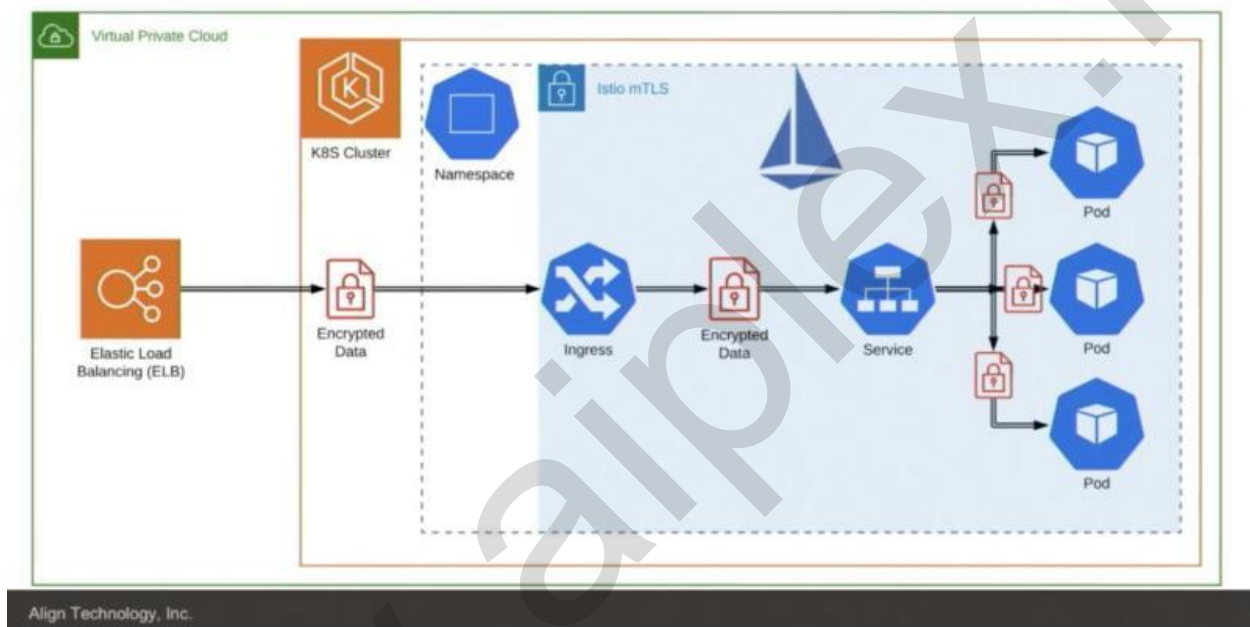 Virtual Private Cloud
K8S Cluster
Namespace
Istio mTLS
Elastic Load
Balancing (ELB)
Encrypted
Data
Ingress
Encrypted
Data
Service
Pod
Pod
Pod
Align Technology, Inc.
aiplex.